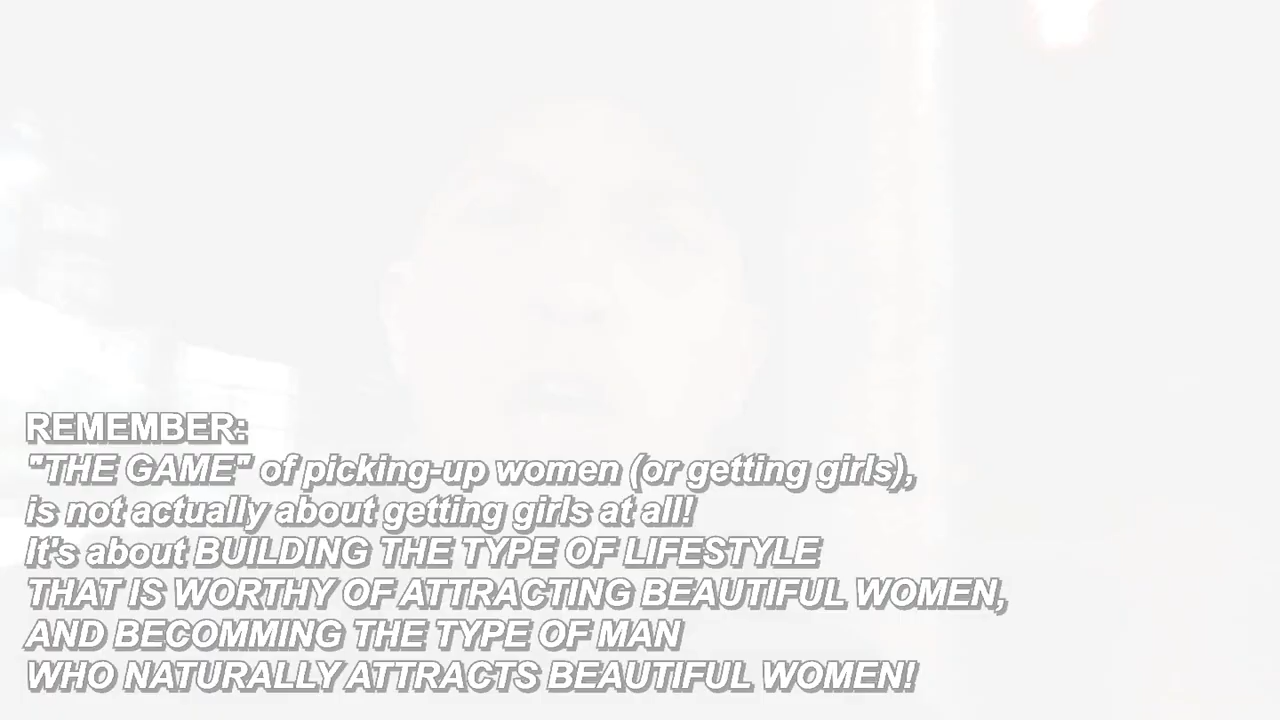 REMEMBER:
"THE GAME" of picking-up women (or getting girls),
is not actually about getting girls at all!
It's about BUILDING THE TYPE OF LIFESTYLE
THAT IS WORTHY OF ATTRACTING BEAUTIFUL WOMEN,
AND BECOMMING THE TYPE OF MAN
WHO NATURALLY ATTRACTS BEAUTIFUL WOMEN!